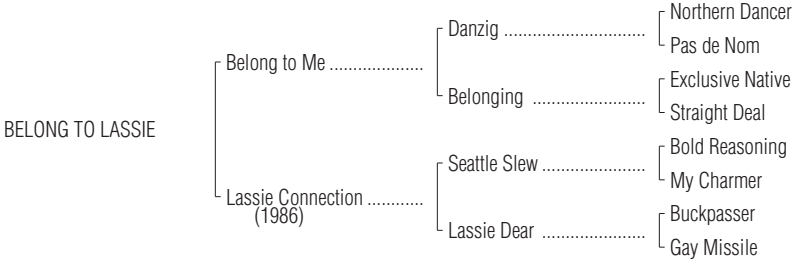 Northern Dancer
Danzig ..............................
Pas de Nom
Belong to Me ....................
Exclusive Native
Belonging ........................
Straight Deal
BELONG TO LASSIE
Bold Reasoning
Seattle Slew ......................
My Charmer
Lassie Connection ............
(1986)
Buckpasser
Lassie Dear ......................
Gay Missile